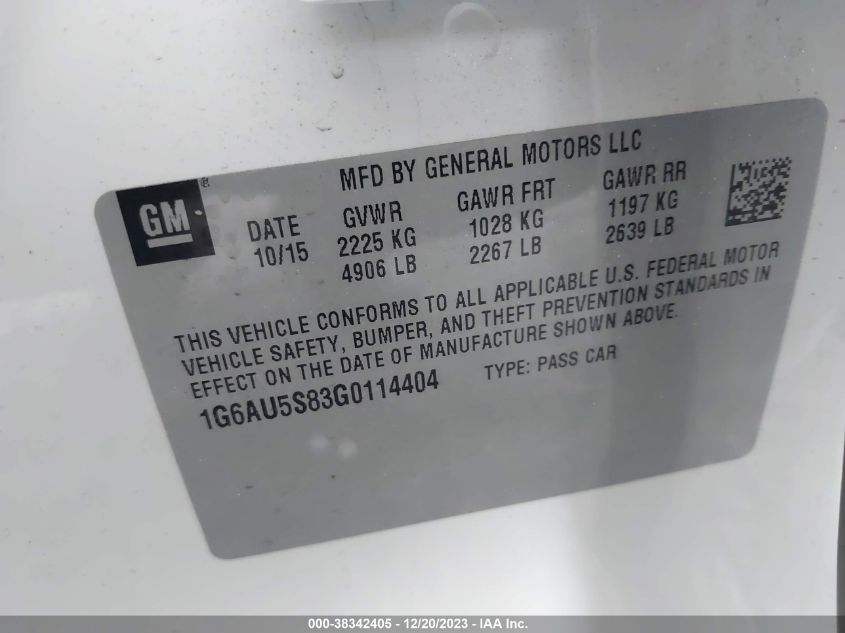 MFD BY GENERAL MOTORS LLC
GM
DATE GVWR GAWR FRT GAWR RR
10/15 2225 KG 1028 KG 1197 KG
4906 LB 2267 LB 2639 LB
THIS VEHICLE CONFORMS TO ALL APPLICABLE U.S. FEDERAL MOTOR
VEHICLE SAFETY, BUMPER, AND THEFT PREVENTION STANDARDS IN
EFFECT ON THE DATE OF MANUFACTURE SHOWN ABOVE.
1G6AU5S83G0114404 TYPE: PASS CAR
000-38342405 - 12/20/2023 - IAA Inc.